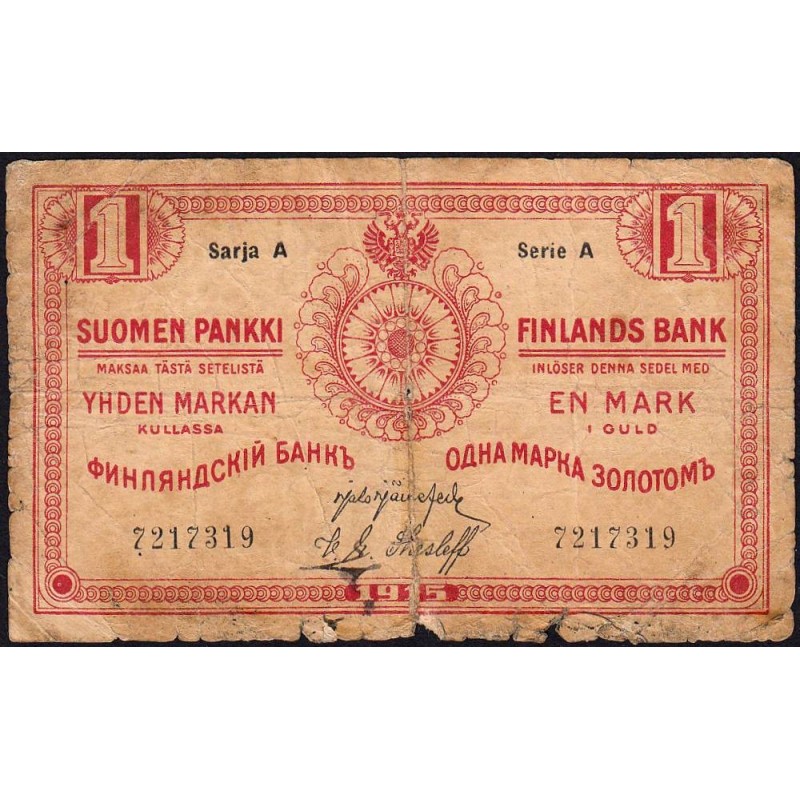 1 1
Sarja A Serie A
SUOMEN PANKKI FINLANDS BANK
MAKSAA TÄSTÄ SETELISTÄ INLÖSER DENNA SEDEL MED
YHDEN MARKAN EN MARK
KULLASSA I GULD
ФИНЛЯНДСКІЙ БАНКЪ ОДНА МАРКА ЗОЛОТОМЪ
7217319 7217319
1915